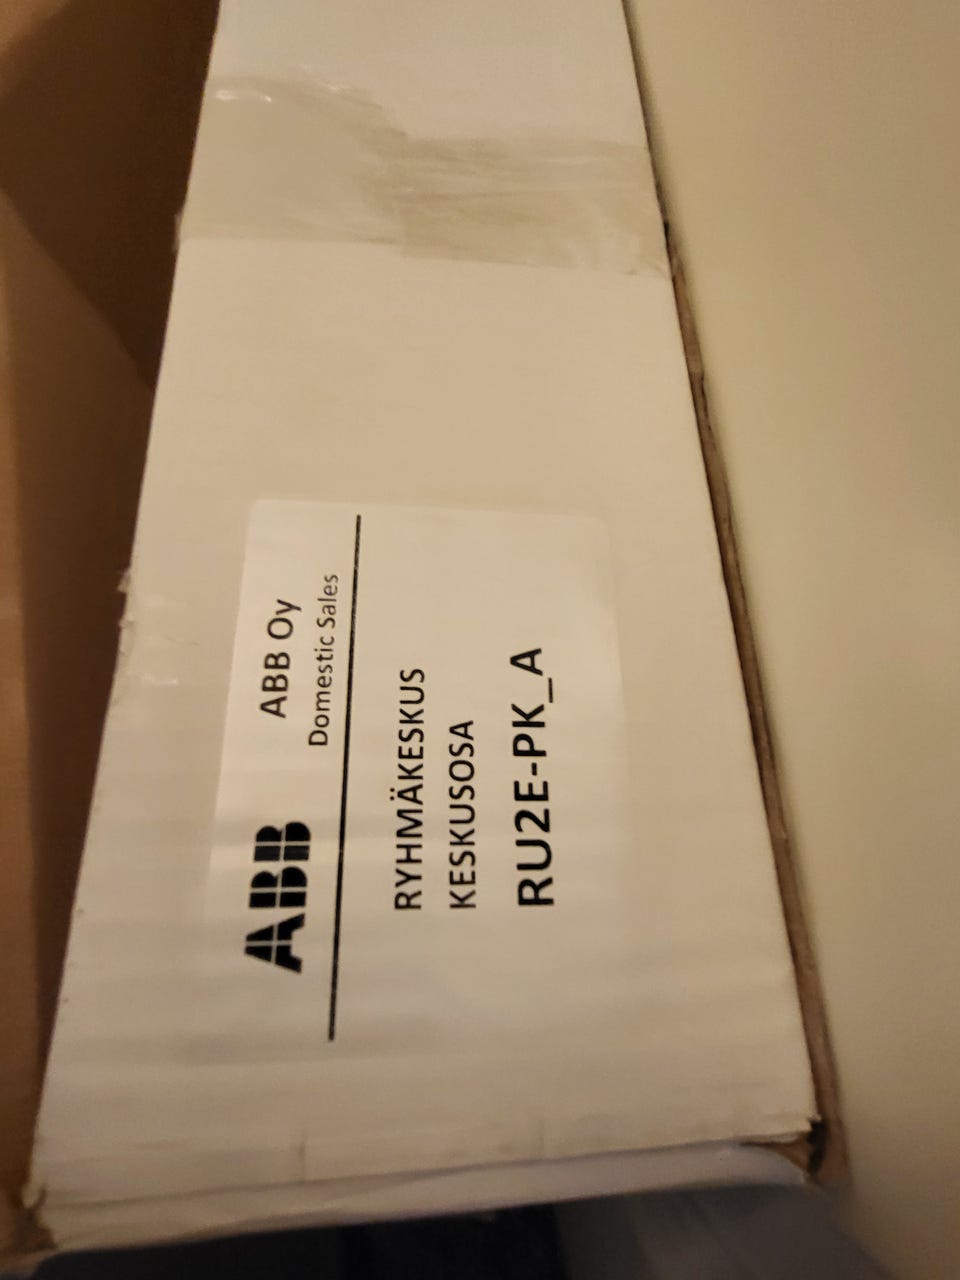 ABB
ABB Oy
Domestic Sales
RYHMÄKESKUS
KESKUSOSA
RU2E-PK_A